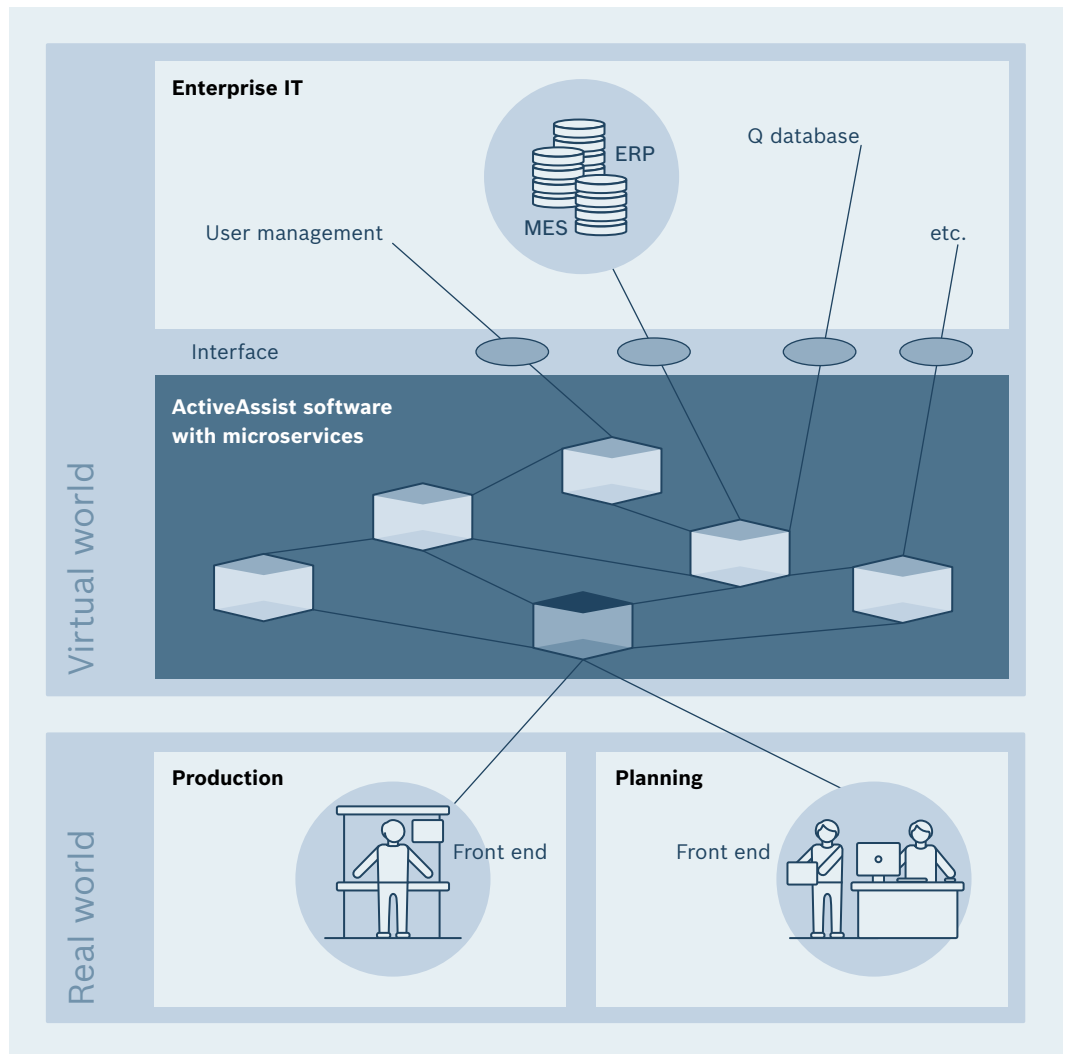 Enterprise IT
Q database
ERP
MES
User management
etc.
Interface
ActiveAssist software
with microservices
Virtual world
Production
Front end
Planning
Front end
Real world